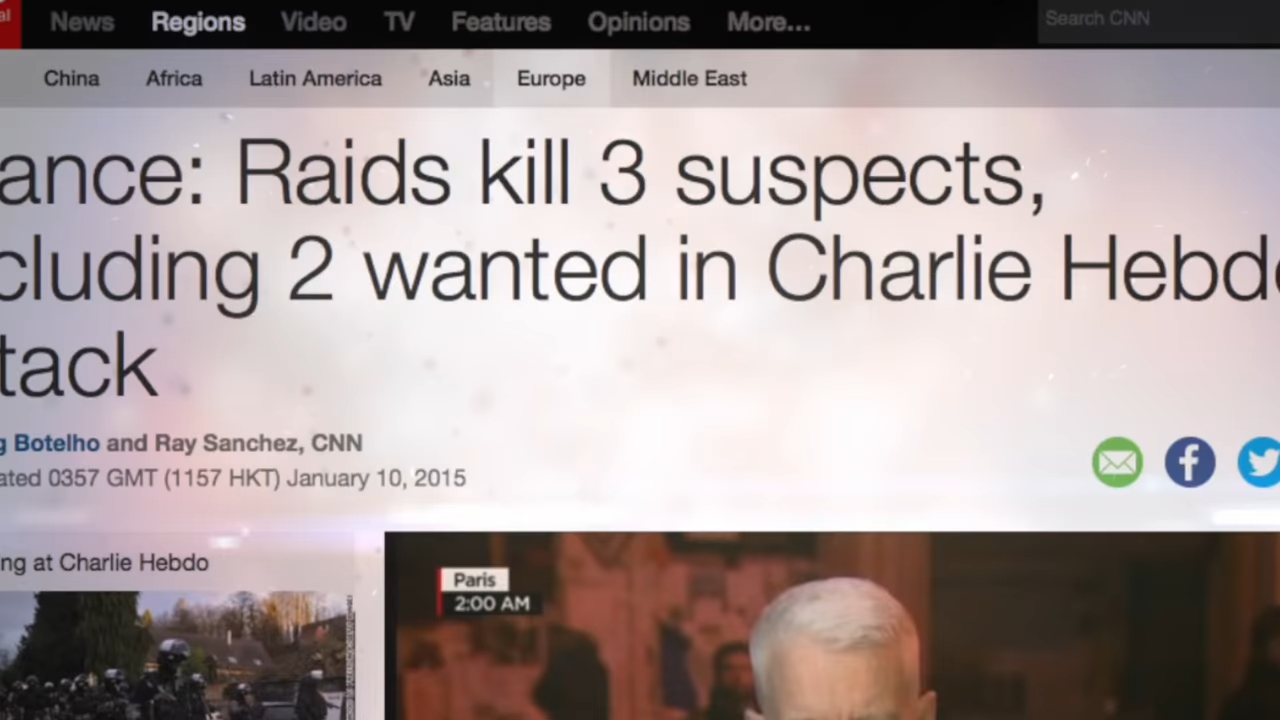 al
News Regions Video TV Features Opinions More...
Search CNN
China Africa Latin America Asia Europe Middle East
ance: Raids kill 3 suspects,
cluding 2 wanted in Charlie Hebd
tack
g Botelho and Ray Sanchez, CNN
ated 0357 GMT (1157 HKT) January 10, 2015
ng at Charlie Hebdo
Paris
2:00 AM